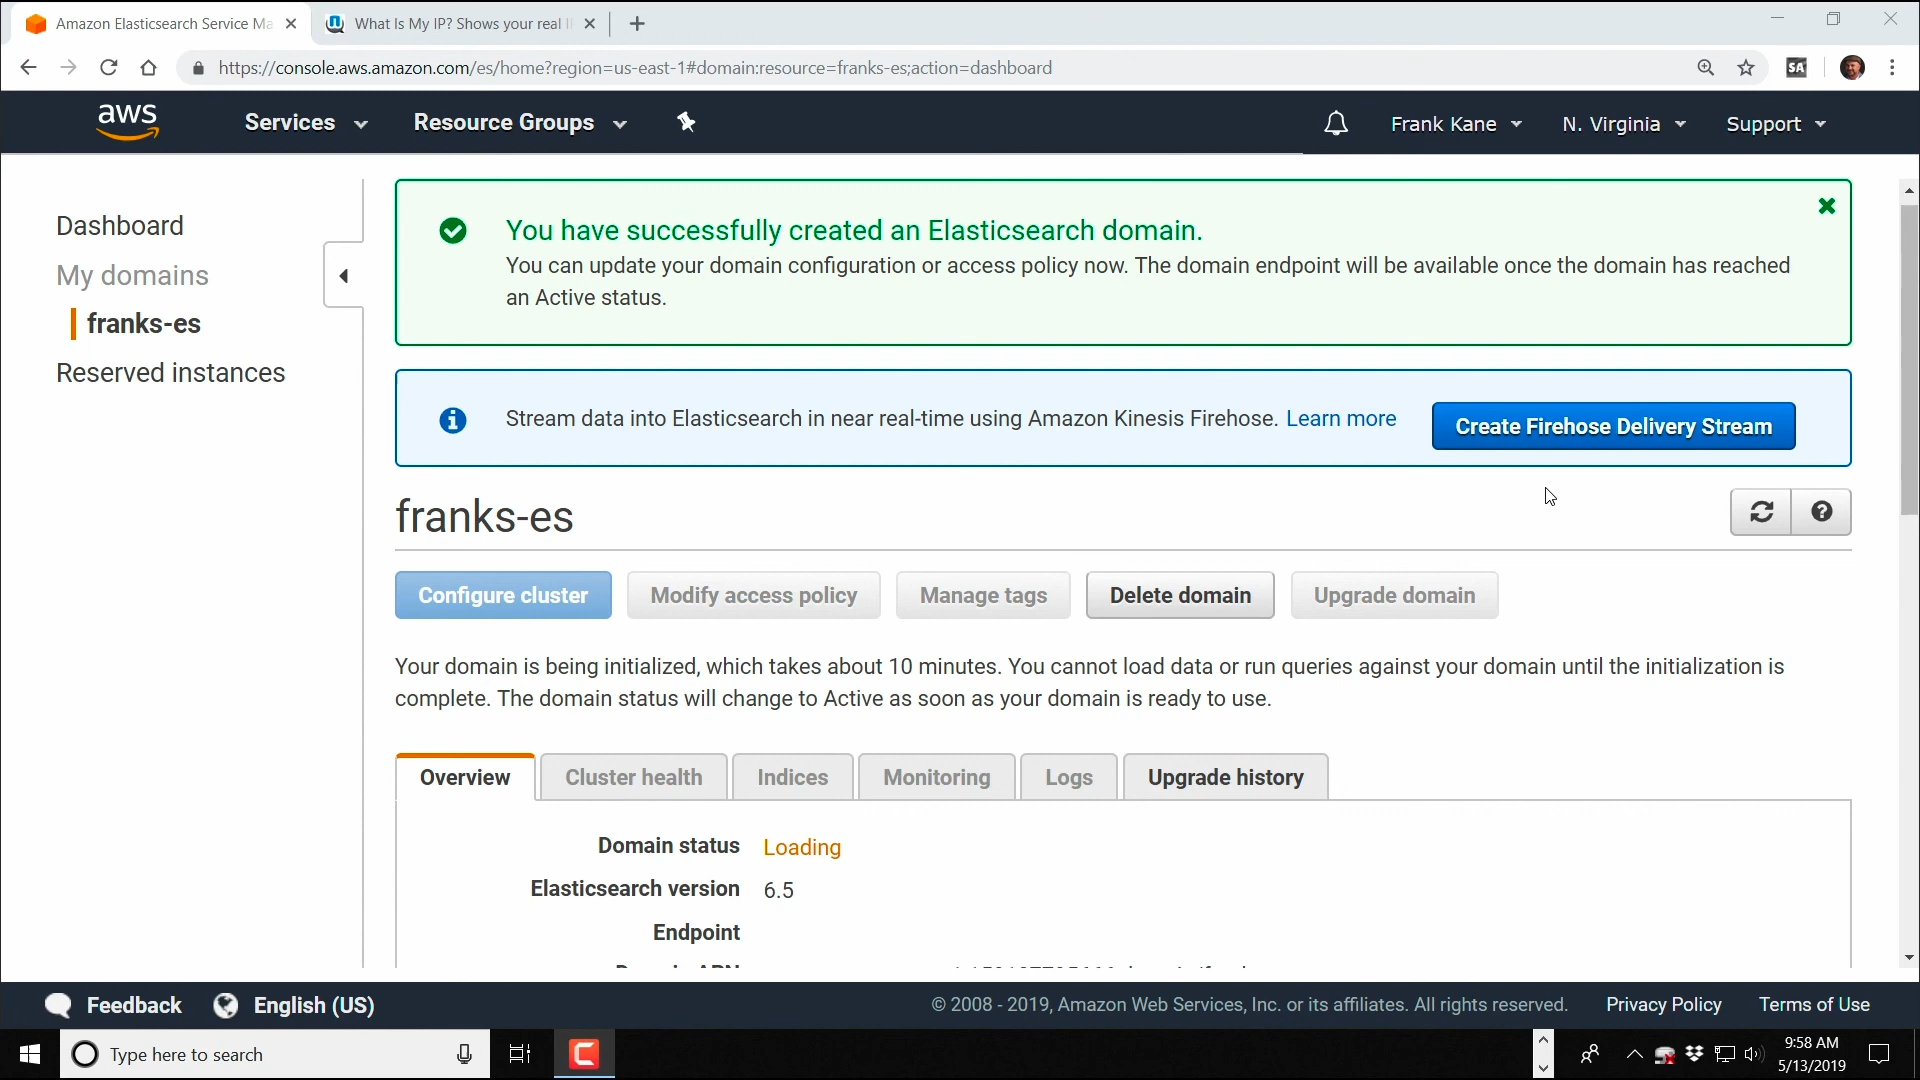 Amazon Elasticsearch Service Ma
What Is My IP? Shows your real I
https://console.aws.amazon.com/es/home?region=us-east-1#domain:resource=franks-es;action=dashboard
SA
aws
Services
Resource Groups
Frank Kane
N. Virginia
Support
Dashboard
My domains
franks-es
Reserved instances
You have successfully created an Elasticsearch domain.
You can update your domain configuration or access policy now. The domain endpoint will be available once the domain has reached
an Active status.
Stream data into Elasticsearch in near real-time using Amazon Kinesis Firehose. Learn more
Create Firehose Delivery Stream
franks-es
Configure cluster
Modify access policy
Manage tags
Delete domain
Upgrade domain
Your domain is being initialized, which takes about 10 minutes. You cannot load data or run queries against your domain until the initialization is
complete. The domain status will change to Active as soon as your domain is ready to use.
Overview
Cluster health
Indices
Monitoring
Logs
Upgrade history
Domain status Loading
Elasticsearch version 6.5
Endpoint
Feedback
English (US)
© 2008 - 2019, Amazon Web Services, Inc. or its affiliates. All rights reserved.
Privacy Policy
Terms of Use
Type here to search
9:58 AM
5/13/2019